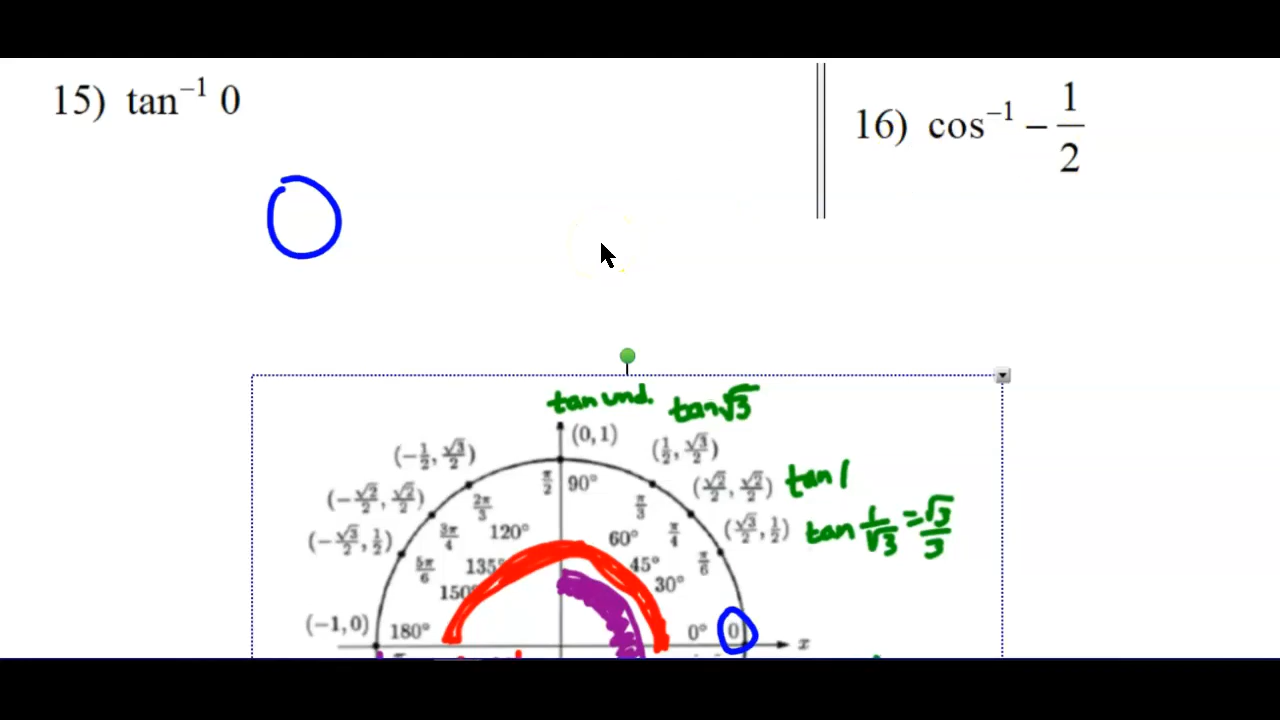 15) tan⁻¹ 0
16) cos⁻¹ − 1/2
0
tan und. tan √3
(0, 1)
(−1/2, √3/2)
(1/2, √3/2)
(−√2/2, √2/2)
π/2
90°
(√2/2, √2/2)
tan 1
2π/3
π/3
(−√3/2, 1/2)
3π/4
120°
60°
π/4
(√3/2, 1/2)
tan 1/√3 = √3/3
5π/6
135°
45°
π/6
150°
30°
(−1, 0)
180°
0°
0
x